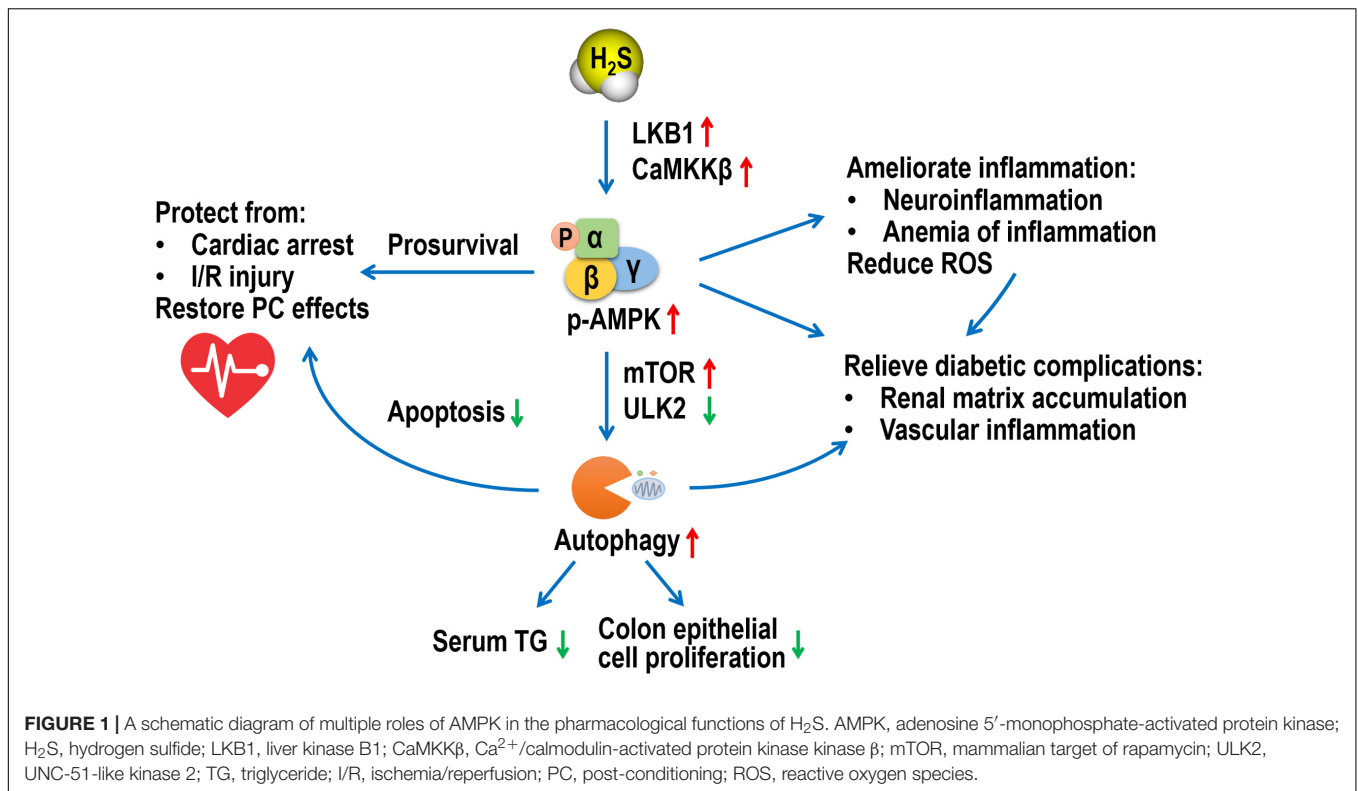 H₂S
LKB1 ↑
CaMKKβ ↑
Protect from:
• Cardiac arrest
• I/R injury
Restore PC effects
Prosurvival
P
α
β
γ
p-AMPK ↑
Ameliorate inflammation:
• Neuroinflammation
• Anemia of inflammation
Reduce ROS
mTOR ↑
ULK2 ↓
Relieve diabetic complications:
• Renal matrix accumulation
• Vascular inflammation
Apoptosis ↓
Autophagy ↑
Serum TG ↓
Colon epithelial
cell proliferation ↓
FIGURE 1 | A schematic diagram of multiple roles of AMPK in the pharmacological functions of H₂S. AMPK, adenosine 5′-monophosphate-activated protein kinase;
H₂S, hydrogen sulfide; LKB1, liver kinase B1; CaMKKβ, Ca²⁺/calmodulin-activated protein kinase kinase β; mTOR, mammalian target of rapamycin; ULK2,
UNC-51-like kinase 2; TG, triglyceride; I/R, ischemia/reperfusion; PC, post-conditioning; ROS, reactive oxygen species.